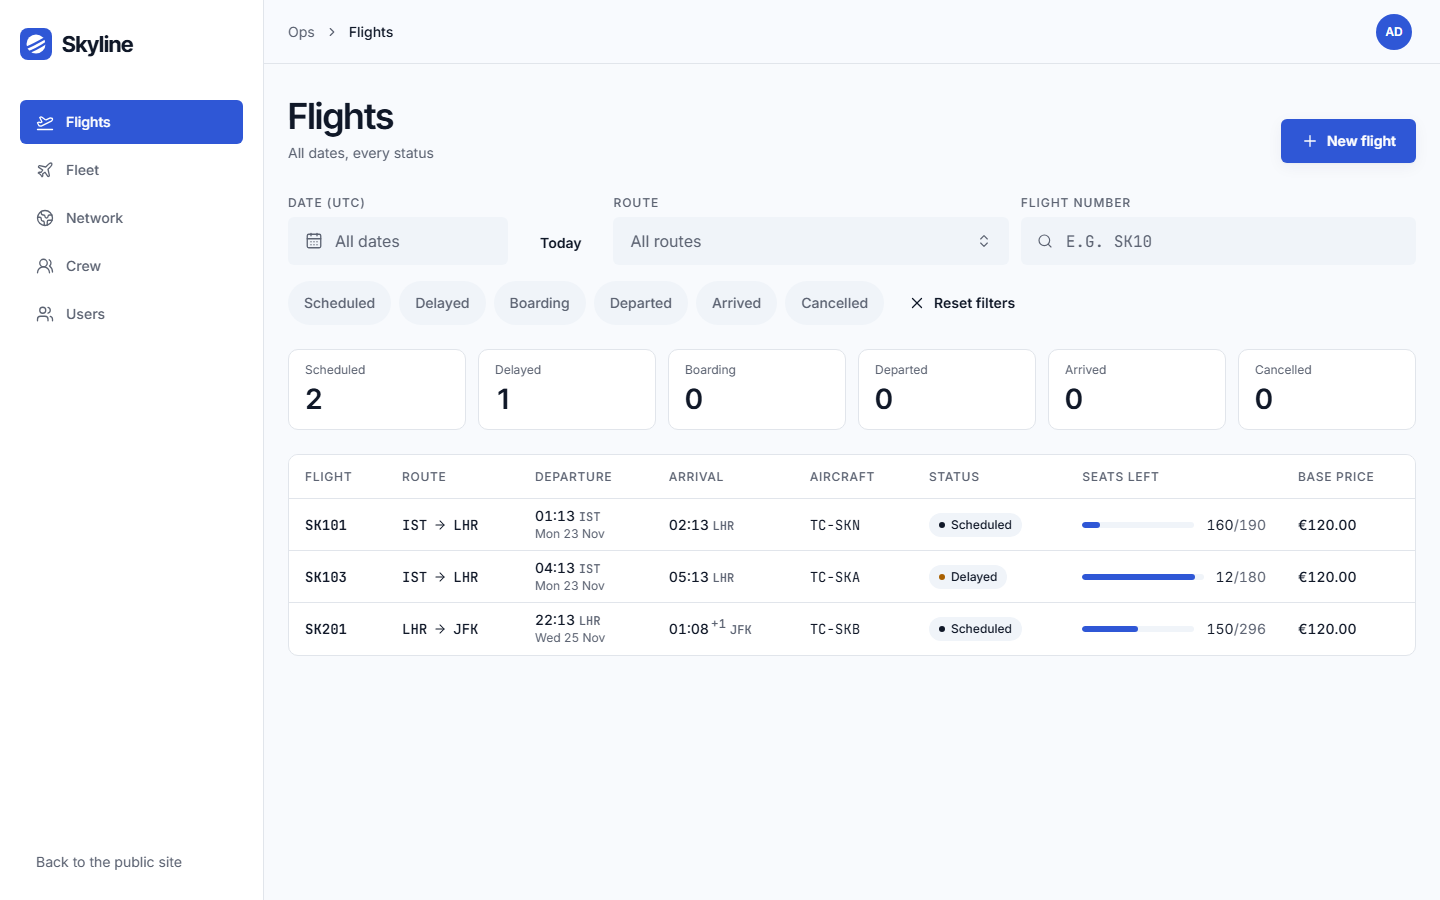 Skyline
Flights
Fleet
Network
Crew
Users
Back to the public site
Ops > Flights
AD
Flights
All dates, every status
New flight
DATE (UTC)
All dates
Today
ROUTE
All routes
FLIGHT NUMBER
E.G. SK10
Scheduled Delayed Boarding Departed Arrived Cancelled Reset filters
Scheduled
2
Delayed
1
Boarding
0
Departed
0
Arrived
0
Cancelled
0
FLIGHT ROUTE DEPARTURE ARRIVAL AIRCRAFT STATUS SEATS LEFT BASE PRICE
SK101 IST → LHR 01:13 IST Mon 23 Nov 02:13 LHR TC-SKN Scheduled 160/190 €120.00
SK103 IST → LHR 04:13 IST Mon 23 Nov 05:13 LHR TC-SKA Delayed 12/180 €120.00
SK201 LHR → JFK 22:13 LHR Wed 25 Nov 01:08 +1 JFK TC-SKB Scheduled 150/296 €120.00